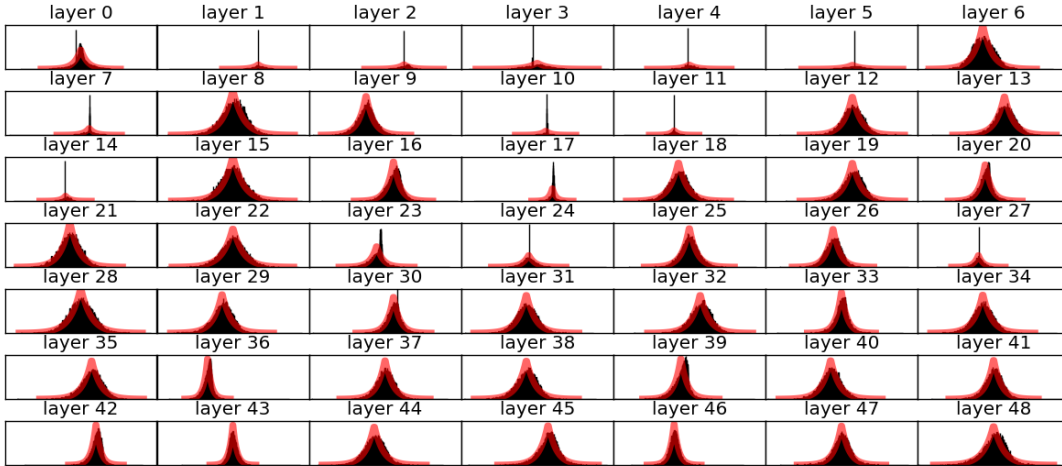 layer 0 layer 1 layer 2 layer 3 layer 4 layer 5 layer 6
layer 7 layer 8 layer 9 layer 10 layer 11 layer 12 layer 13
layer 14 layer 15 layer 16 layer 17 layer 18 layer 19 layer 20
layer 21 layer 22 layer 23 layer 24 layer 25 layer 26 layer 27
layer 28 layer 29 layer 30 layer 31 layer 32 layer 33 layer 34
layer 35 layer 36 layer 37 layer 38 layer 39 layer 40 layer 41
layer 42 layer 43 layer 44 layer 45 layer 46 layer 47 layer 48